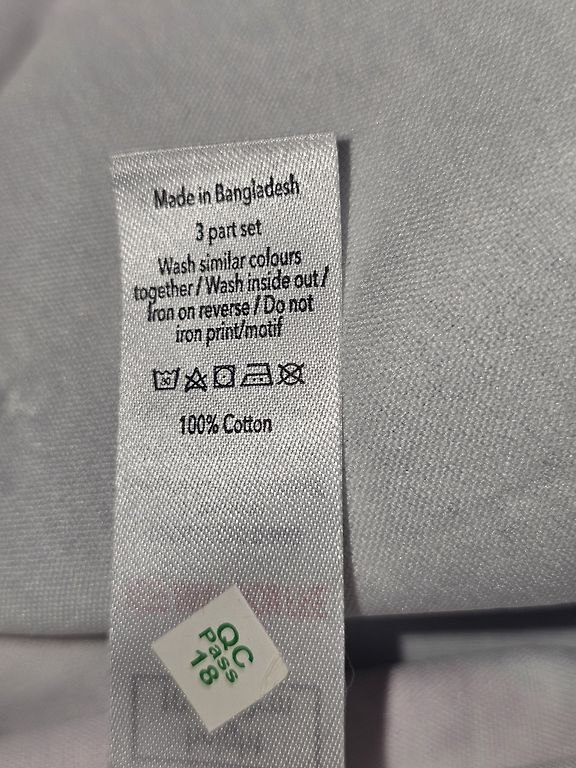 Made in Bangladesh
3 part set
Wash similar colours
together / Wash inside out /
Iron on reverse / Do not
iron print/motif
30
100% Cotton
QC
Pass
18